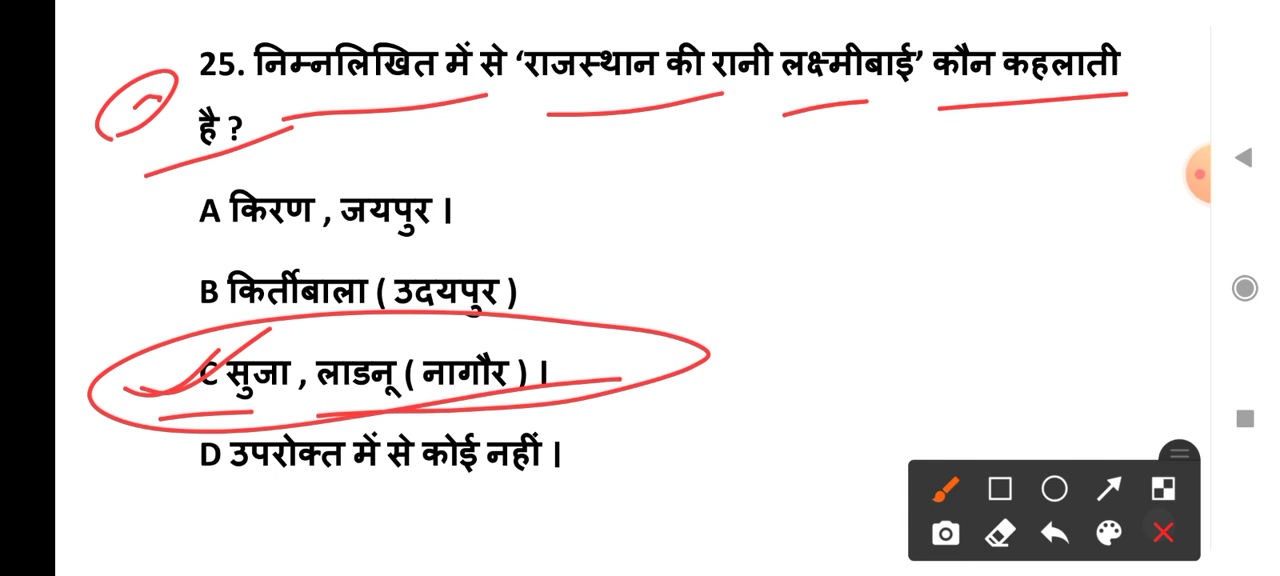 25. निम्नलिखित में से ‘राजस्थान की रानी लक्ष्मीबाई’ कौन कहलाती
है ?
A किरण , जयपुर ।
B किर्तीबाला ( उदयपुर )
C सुजा , लाडनू ( नागौर ) ।
D उपरोक्त में से कोई नहीं ।